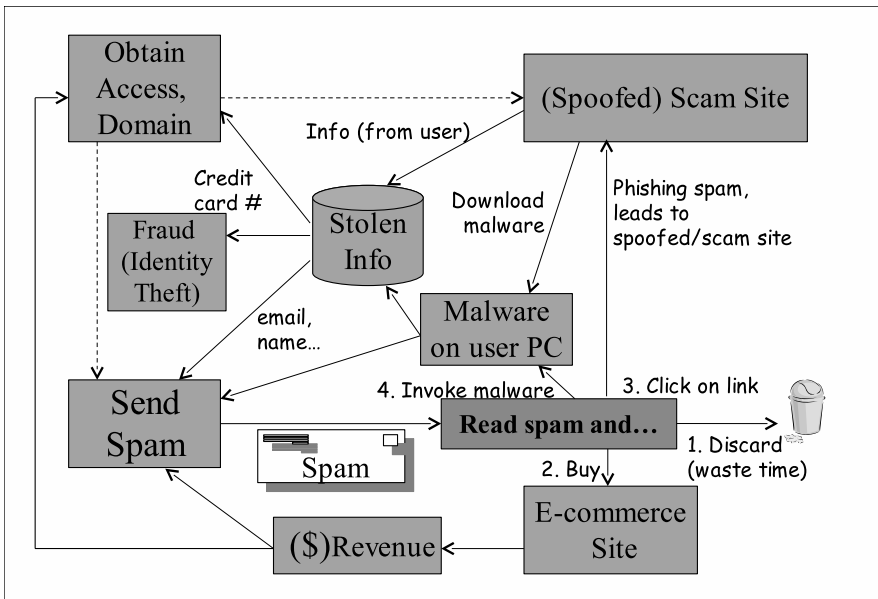 Obtain
Access,
Domain
(Spoofed) Scam Site
Info (from user)
Credit
card #
Stolen
Info
Download
malware
Phishing spam,
leads to
spoofed/scam site
Fraud
(Identity
Theft)
email,
name...
Malware
on user PC
Send
Spam
4. Invoke malware
3. Click on link
Read spam and…
1. Discard
(waste time)
Spam
2. Buy
E-commerce
Site
($)Revenue